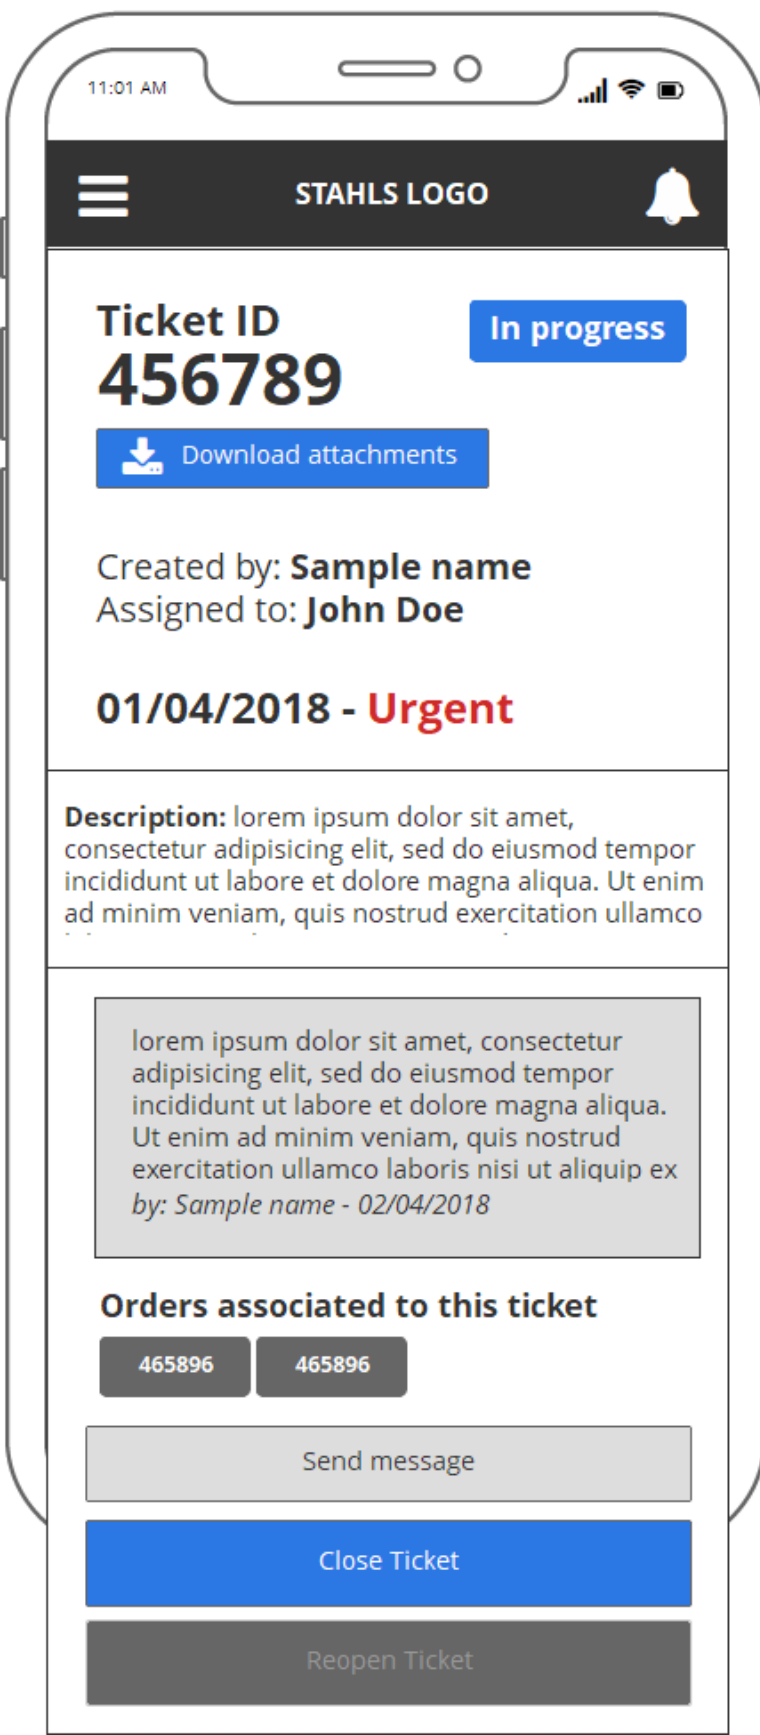 11:01 AM
STAHLS LOGO
Ticket ID
In progress
456789
Download attachments
Created by: Sample name
Assigned to: John Doe
01/04/2018 - Urgent
Description: lorem ipsum dolor sit amet,
consectetur adipisicing elit, sed do eiusmod tempor
incididunt ut labore et dolore magna aliqua. Ut enim
ad minim veniam, quis nostrud exercitation ullamco
lorem ipsum dolor sit amet, consectetur
adipisicing elit, sed do eiusmod tempor
incididunt ut labore et dolore magna aliqua.
Ut enim ad minim veniam, quis nostrud
exercitation ullamco laboris nisi ut aliquip ex
by: Sample name - 02/04/2018
Orders associated to this ticket
465896 465896
Send message
Close Ticket
Reopen Ticket